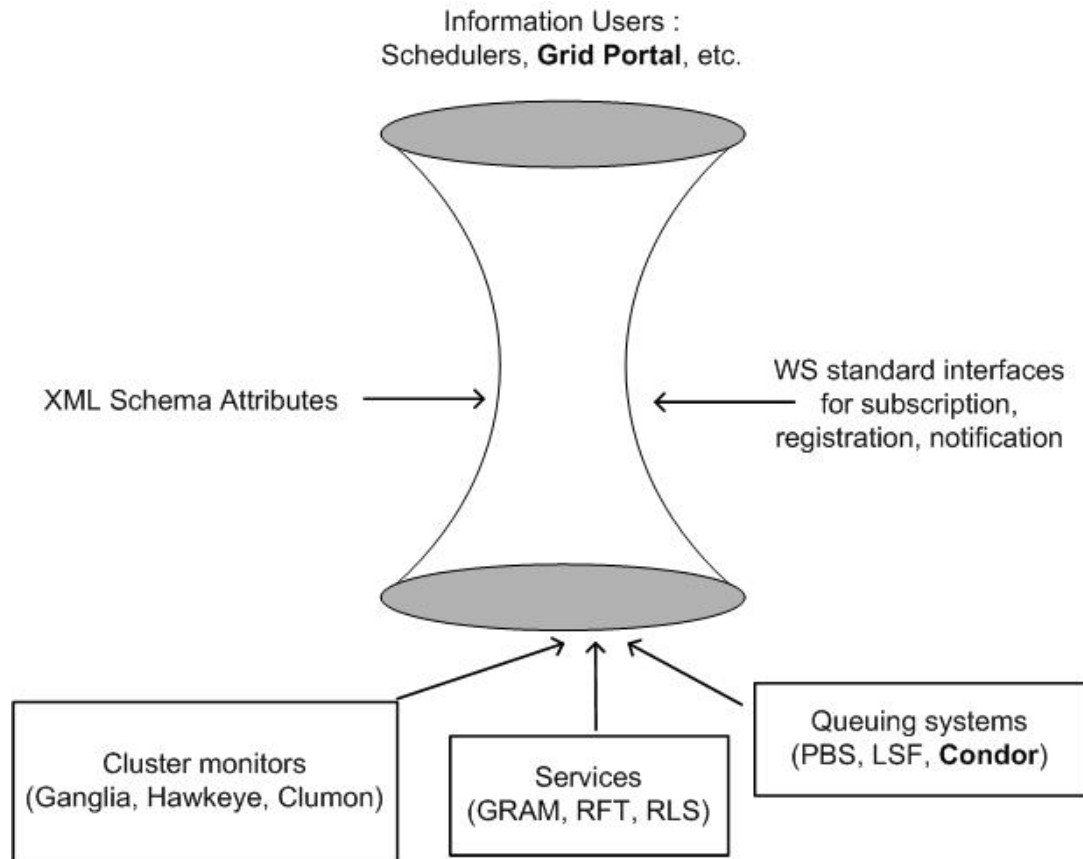 Information Users :
Schedulers, Grid Portal, etc.
XML Schema Attributes
WS standard interfaces
for subscription,
registration, notification
Cluster monitors
(Ganglia, Hawkeye, Clumon)
Services
(GRAM, RFT, RLS)
Queuing systems
(PBS, LSF, Condor)